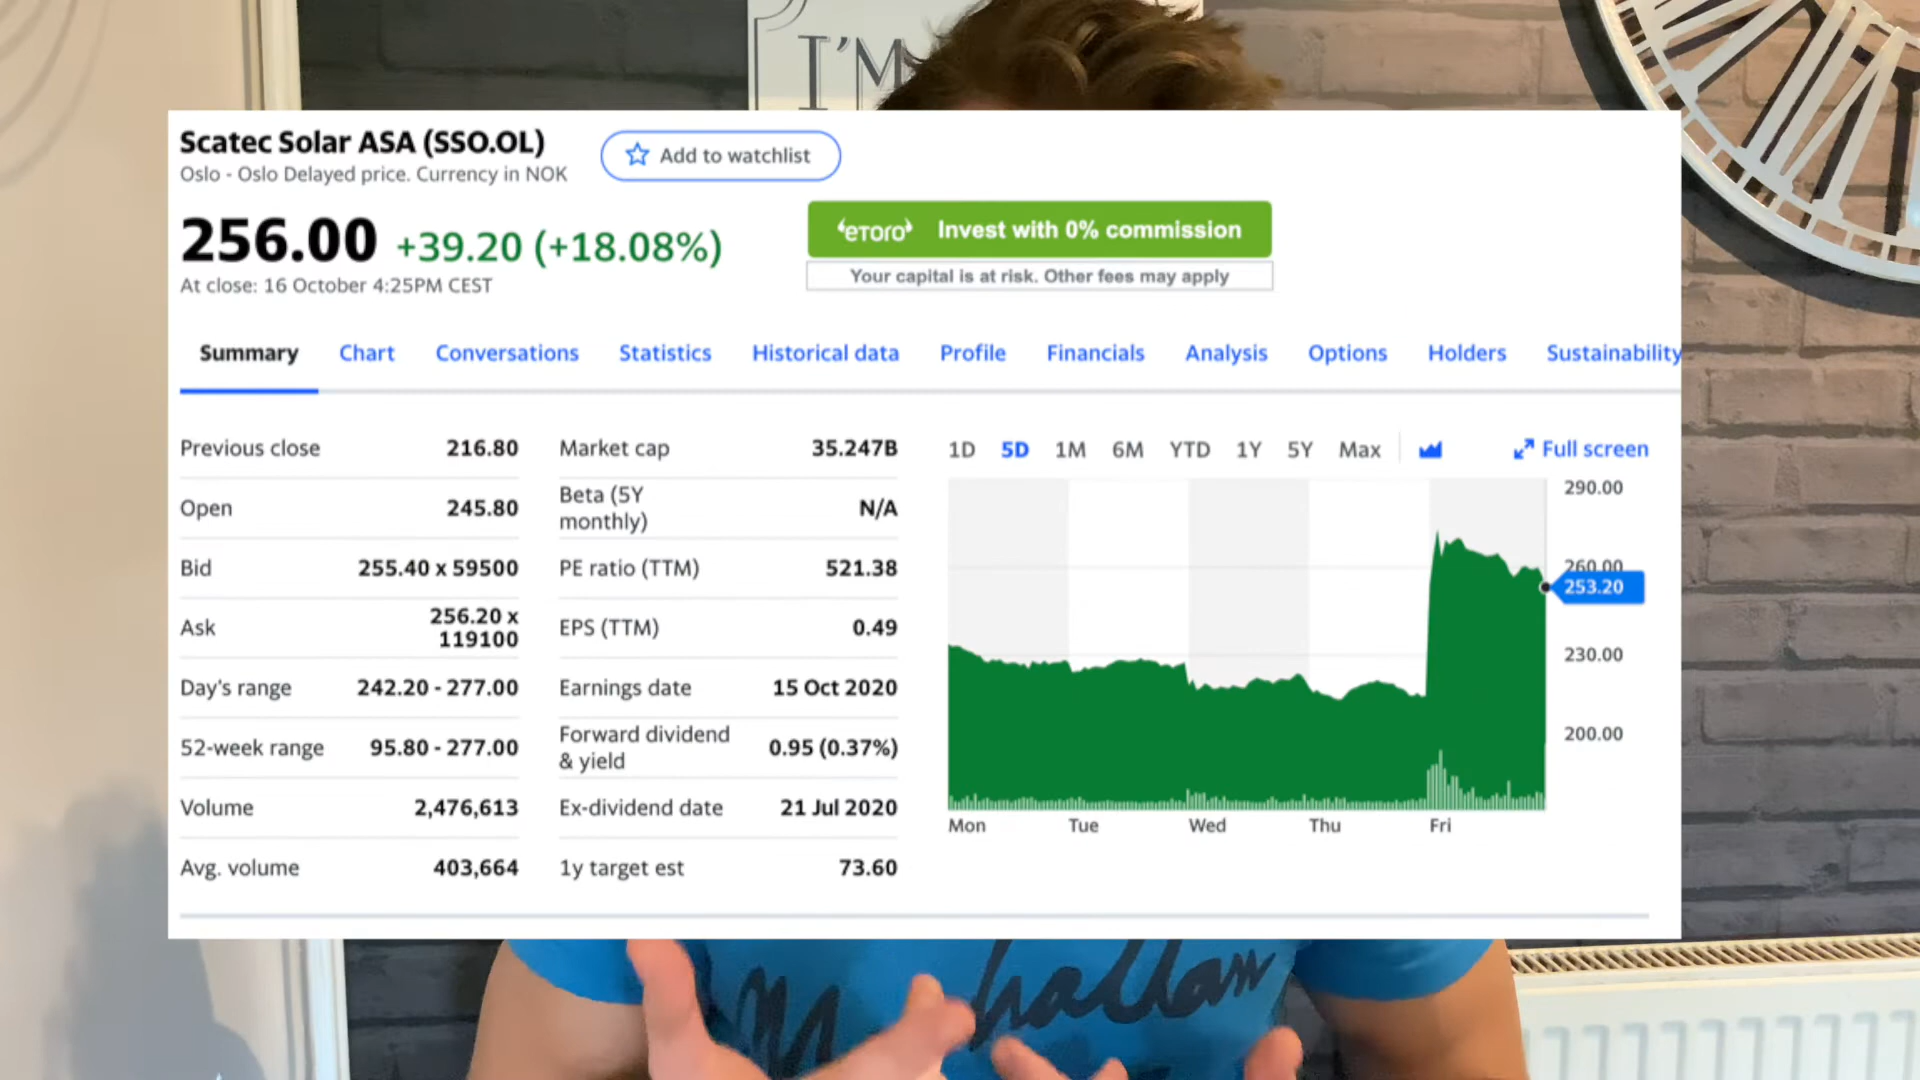 I'M
Scatec Solar ASA (SSO.OL)
Add to watchlist
Oslo - Oslo Delayed price. Currency in NOK
256.00 +39.20 (+18.08%)
At close: 16 October 4:25PM CEST
eToro Invest with 0% commission
Your capital is at risk. Other fees may apply
Summary Chart Conversations Statistics Historical data Profile Financials Analysis Options Holders Sustainability
Previous close 216.80
Open 245.80
Bid 255.40 x 59500
Ask 256.20 x
119100
Day's range 242.20 - 277.00
52-week range 95.80 - 277.00
Volume 2,476,613
Avg. volume 403,664
Market cap 35.247B
Beta (5Y
monthly) N/A
PE ratio (TTM) 521.38
EPS (TTM) 0.49
Earnings date 15 Oct 2020
Forward dividend
& yield 0.95 (0.37%)
Ex-dividend date 21 Jul 2020
1y target est 73.60
1D 5D 1M 6M YTD 1Y 5Y Max Full screen
290.00
260.00
253.20
230.00
200.00
Mon Tue Wed Thu Fri